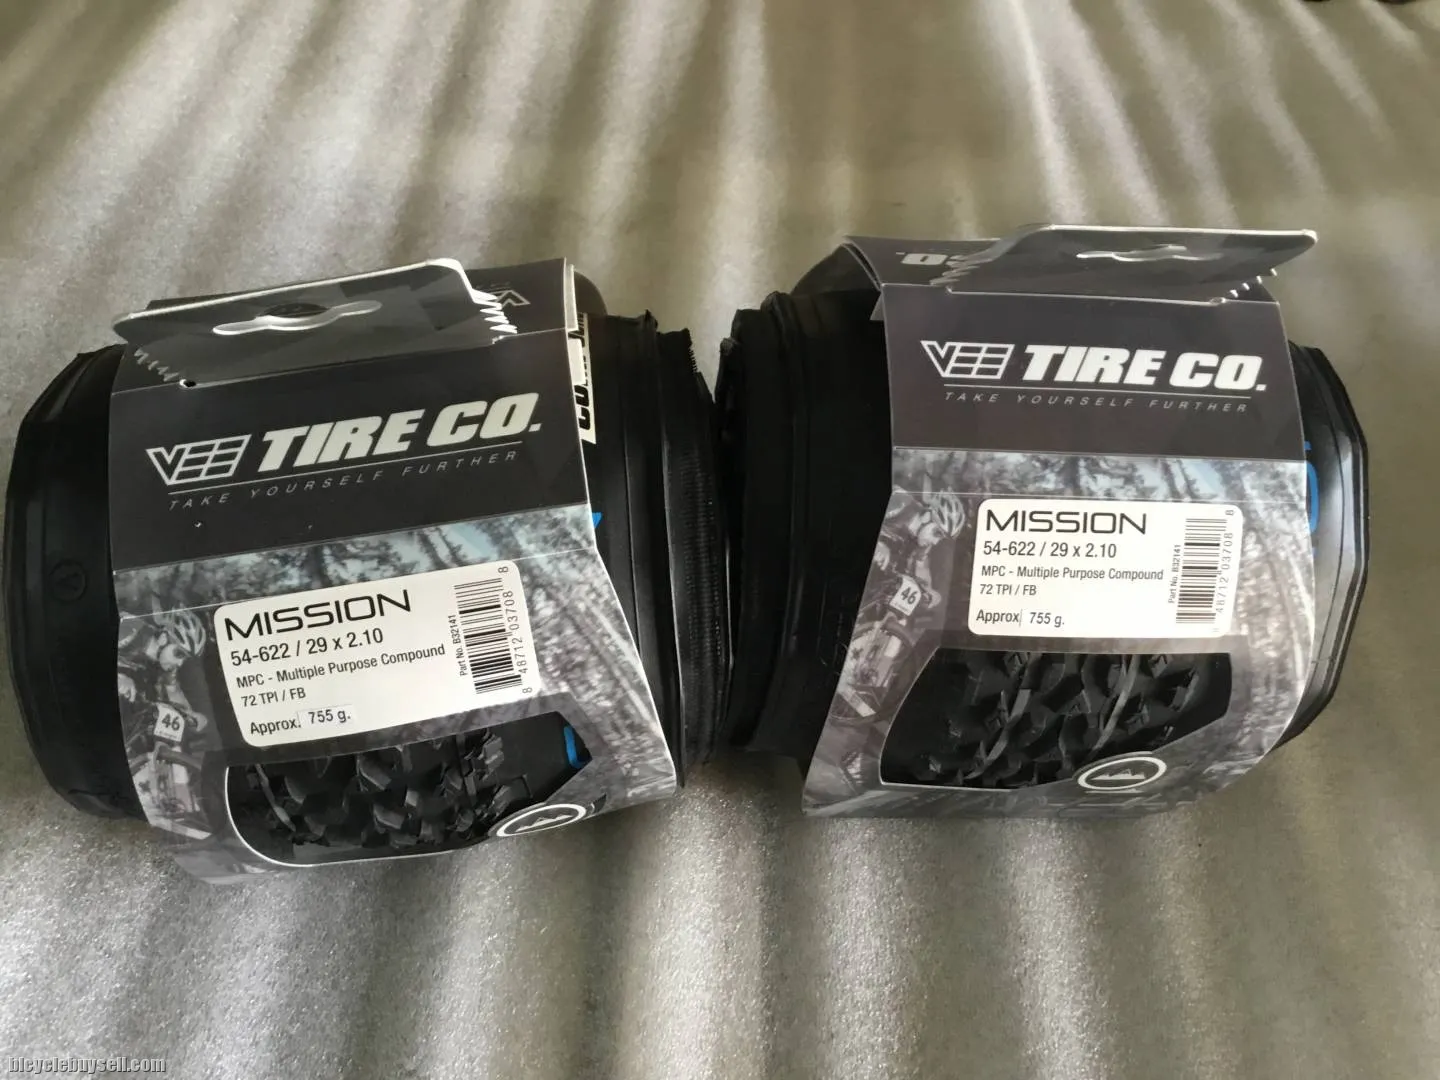 VEE TIRE CO.
TAKE YOURSELF FURTHER
MISSION
54-622 / 29 x 2.10
MPC - Multiple Purpose Compound
72 TPI / FB
Approx. 755 g.
Part No. B32141
8 48712 03708 8
46
VEE TIRE CO.
TAKE YOURSELF FURTHER
MISSION
54-622 / 29 x 2.10
MPC - Multiple Purpose Compound
72 TPI / FB
Approx. 755 g.
Part No. B32141
48712 03708 8
46
bicyclebuysell.com